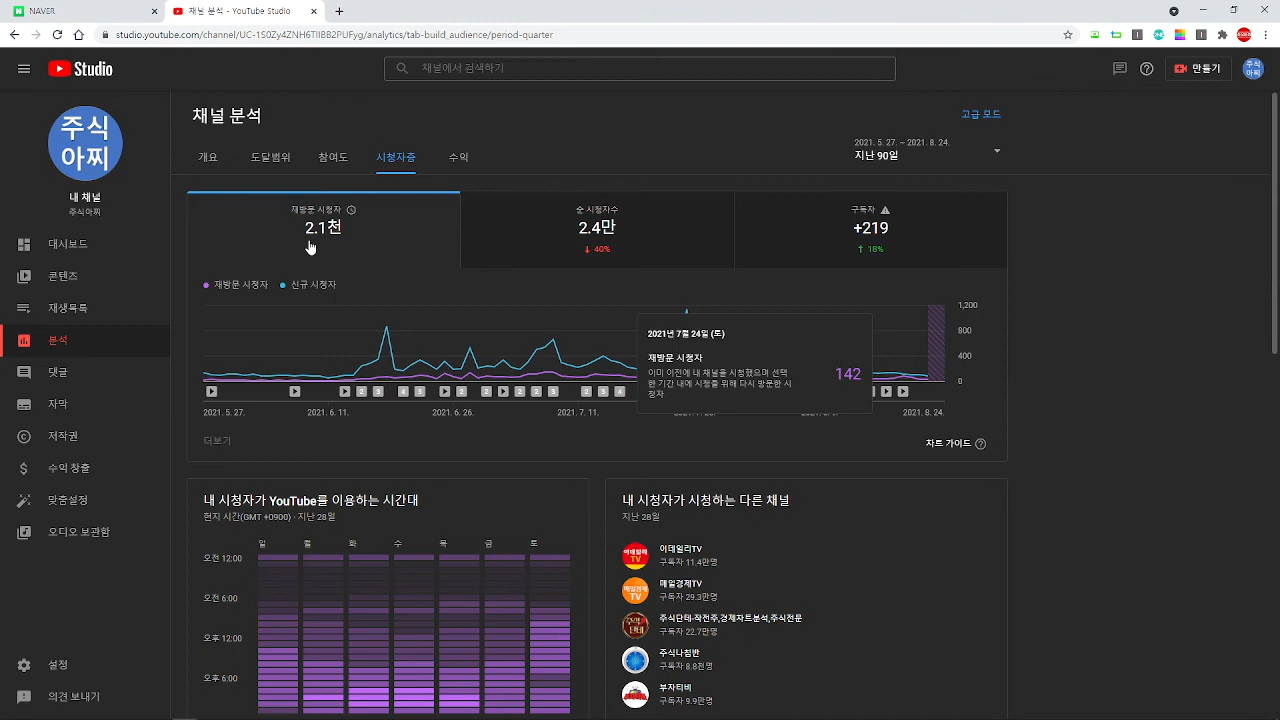 NAVER
채널 분석 - YouTube Studio
studio.youtube.com/channel/UC-1S0Zy4ZNH6TII8B2PUFyg/analytics/tab-build_audience/period-quarter
Studio
채널에서 검색하기
만들기
주식
아찌
주식
아찌
내 채널
주식아찌
대시보드
콘텐츠
재생목록
분석
댓글
자막
저작권
수익 창출
맞춤설정
오디오 보관함
설정
의견 보내기
채널 분석
고급 모드
개요
도달범위
참여도
시청자층
수익
2021. 5. 27. ~ 2021. 8. 24.
지난 90일
재방문 시청자
2.1천
순 시청자수
2.4만
40%
구독자
+219
18%
재방문 시청자
신규 시청자
1,200
800
400
0
2021년 7월 24일 (토)
재방문 시청자
이미 이전에 내 채널을 시청했으며 선택
한 기간 내에 시청을 위해 다시 방문한 시
청자
142
2 3 4 3 2 2 2 3 2 3 4
2021. 5. 27.
2021. 6. 11.
2021. 6. 26.
2021. 7. 11.
2021. 8. 24.
더보기
차트 가이드
내 시청자가 YouTube를 이용하는 시간대
현지 시간(GMT +0900) · 지난 28일
일 월 화 수 목 금 토
오전 12:00
오전 6:00
오후 12:00
오후 6:00
내 시청자가 시청하는 다른 채널
지난 28일
이데일리TV
구독자 11.4만명
매일경제TV
구독자 29.3만명
주식단테-작전주,경제차트분석,주식전문
구독자 22.7만명
주식나침반
구독자 8.8천명
부자티비
구독자 9.9만명